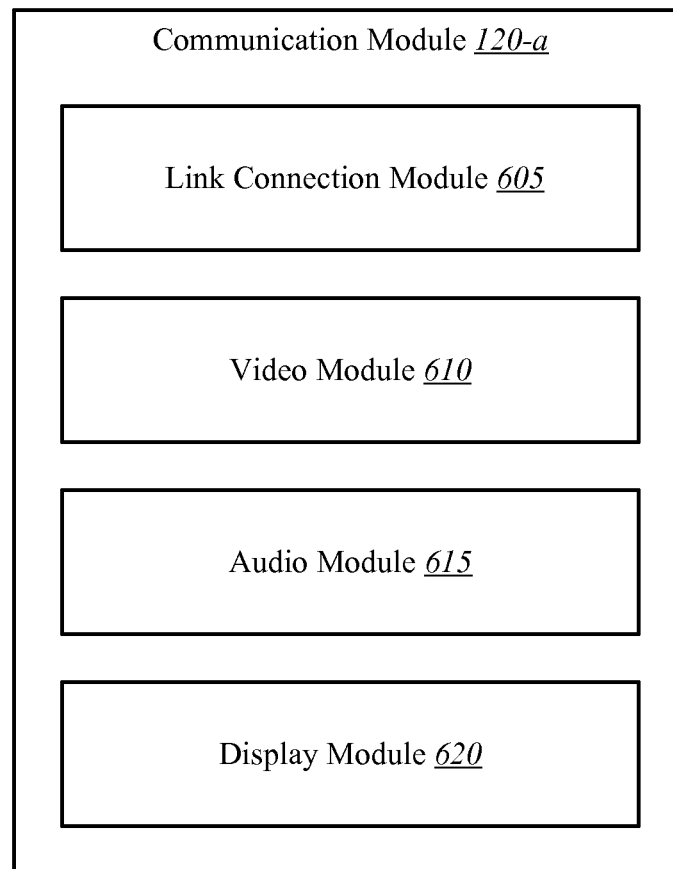 Communication Module 120-a
Link Connection Module 605
Video Module 610
Audio Module 615
Display Module 620